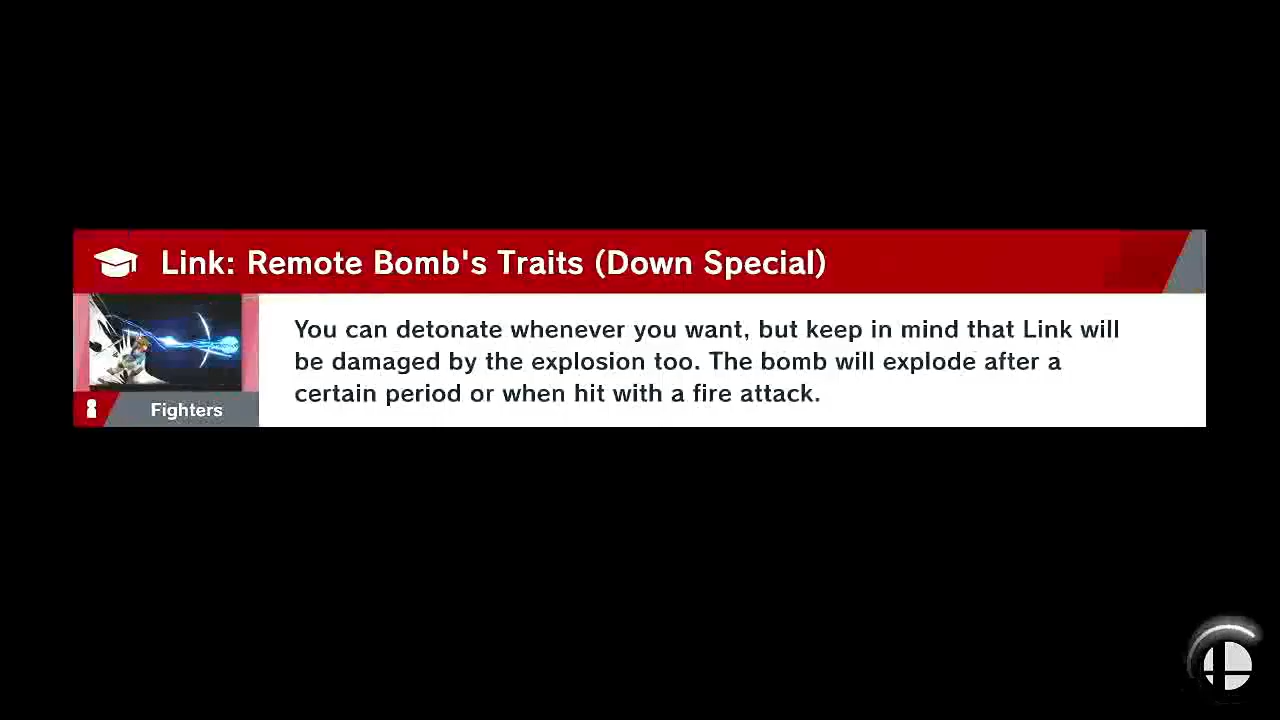 Link: Remote Bomb's Traits (Down Special)
You can detonate whenever you want, but keep in mind that Link will
be damaged by the explosion too. The bomb will explode after a
certain period or when hit with a fire attack.
Fighters